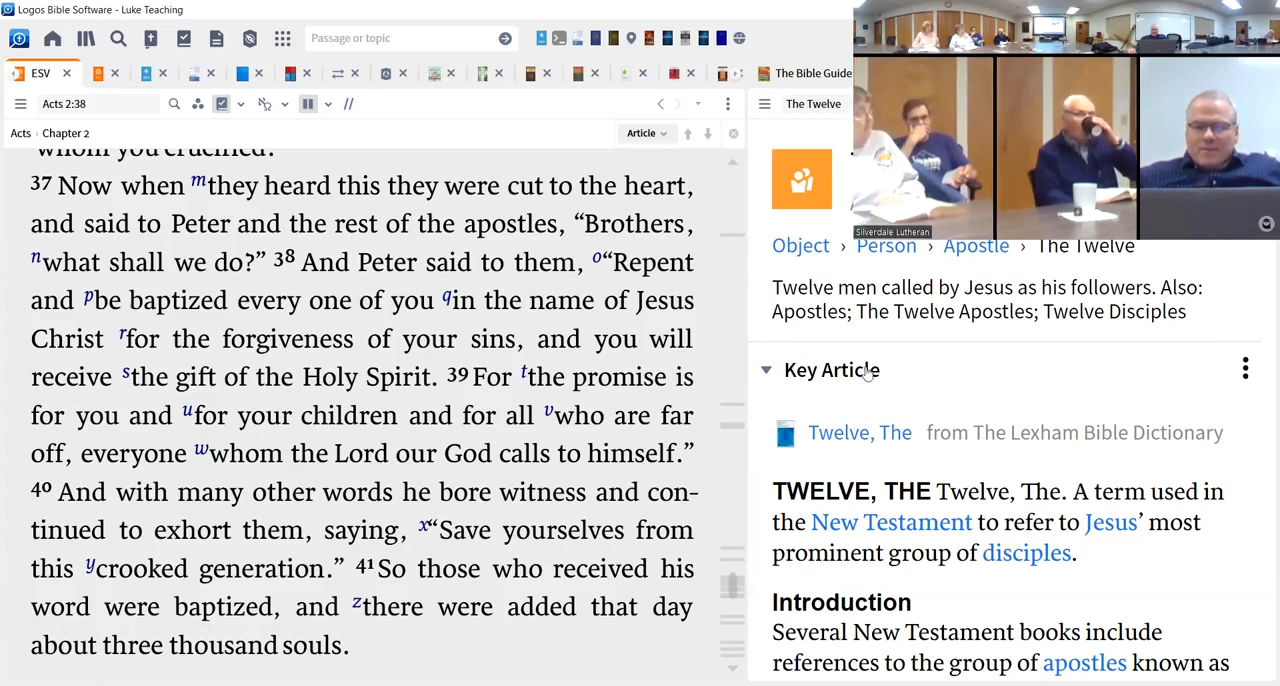 Logos Bible Software - Luke Teaching
Passage or topic
ESV
The Bible Guide
Acts 2:38
The Twelve
Acts › Chapter 2
Article
whom you crucified.”
37 Now when m they heard this they were cut to the heart,
and said to Peter and the rest of the apostles, “Brothers,
n what shall we do?” 38 And Peter said to them, o “Repent
and p be baptized every one of you q in the name of Jesus
Christ r for the forgiveness of your sins, and you will
receive s the gift of the Holy Spirit. 39 For t the promise is
for you and u for your children and for all v who are far
off, everyone w whom the Lord our God calls to himself.”
40 And with many other words he bore witness and con-
tinued to exhort them, saying, x “Save yourselves from
this y crooked generation.” 41 So those who received his
word were baptized, and z there were added that day
about three thousand souls.
Silverdale Lutheran
Object › Person › Apostle › The Twelve
Twelve men called by Jesus as his followers. Also:
Apostles; The Twelve Apostles; Twelve Disciples
Key Article
Twelve, The from The Lexham Bible Dictionary
TWELVE, THE Twelve, The. A term used in
the New Testament to refer to Jesus’ most
prominent group of disciples.
Introduction
Several New Testament books include
references to the group of apostles known as